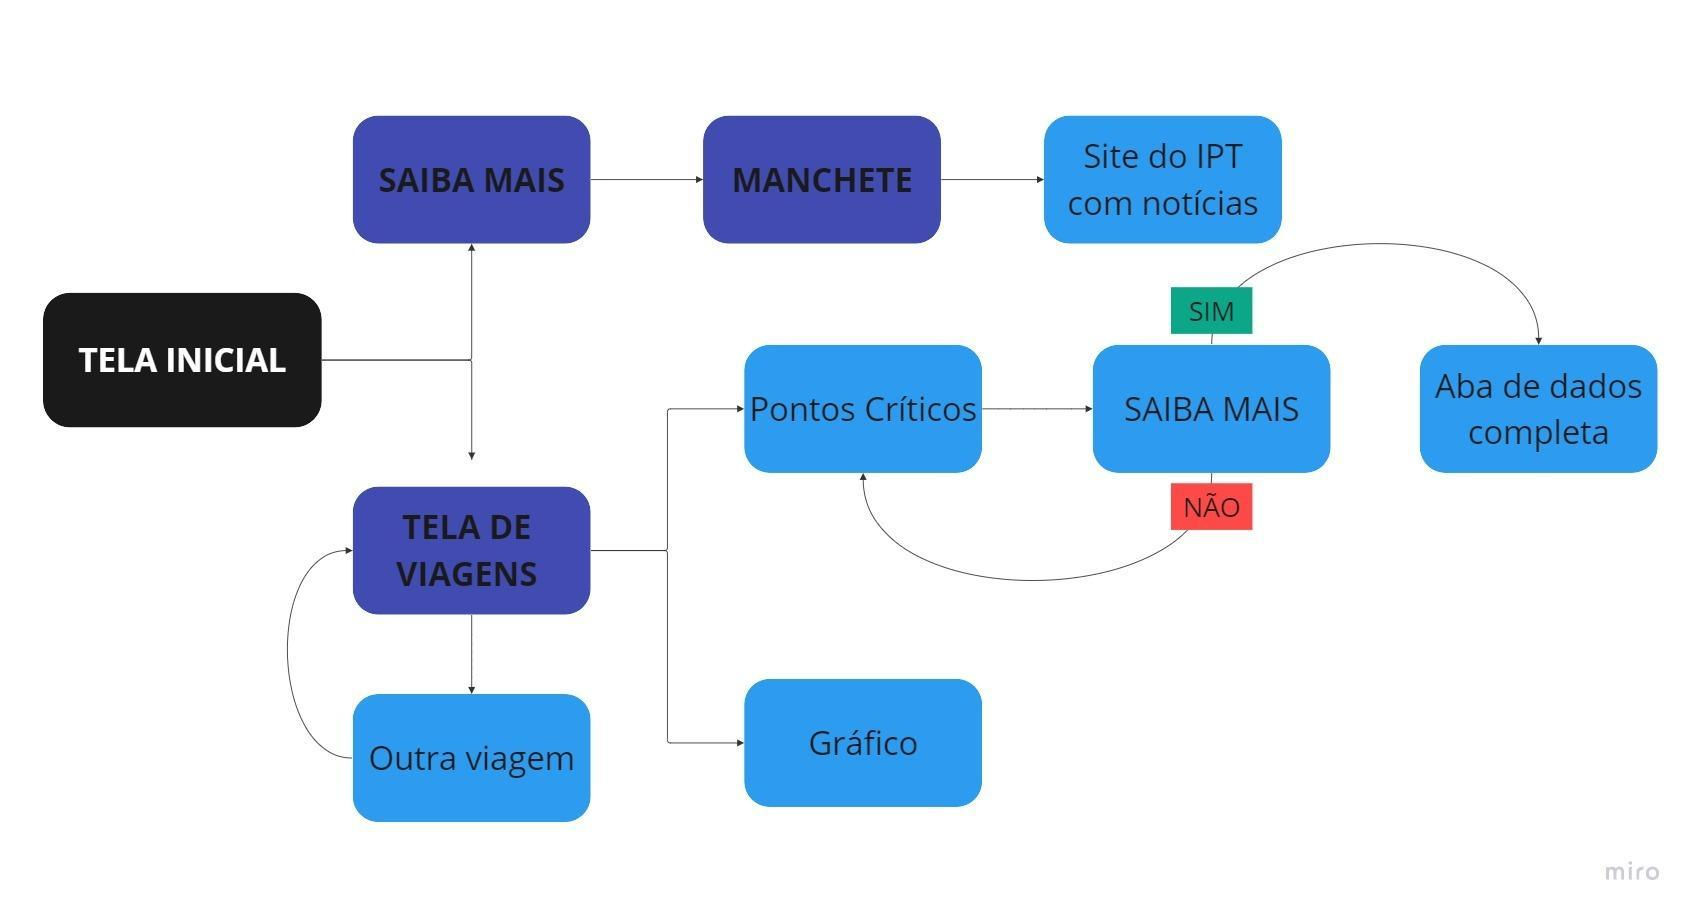 SAIBA MAIS
MANCHETE
Site do IPT
com notícias
SIM
TELA INICIAL
Pontos Críticos
SAIBA MAIS
Aba de dados
completa
NÃO
TELA DE
VIAGENS
Outra viagem
Gráfico
miro